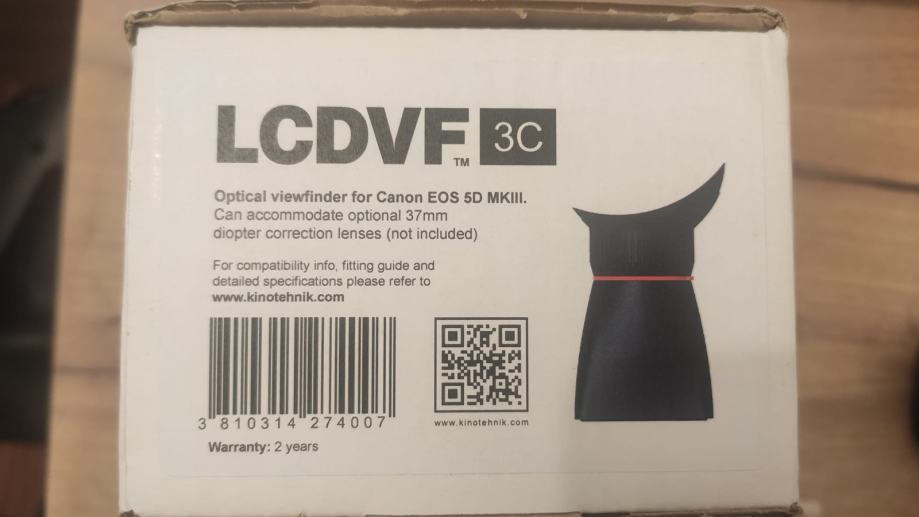 LCDVF™ 3C
Optical viewfinder for Canon EOS 5D MKIII.
Can accommodate optional 37mm
diopter correction lenses (not included)
For compatibility info, fitting guide and
detailed specifications please refer to
www.kinotehnik.com
3 810314 274007
www.kinotehnik.com
Warranty: 2 years